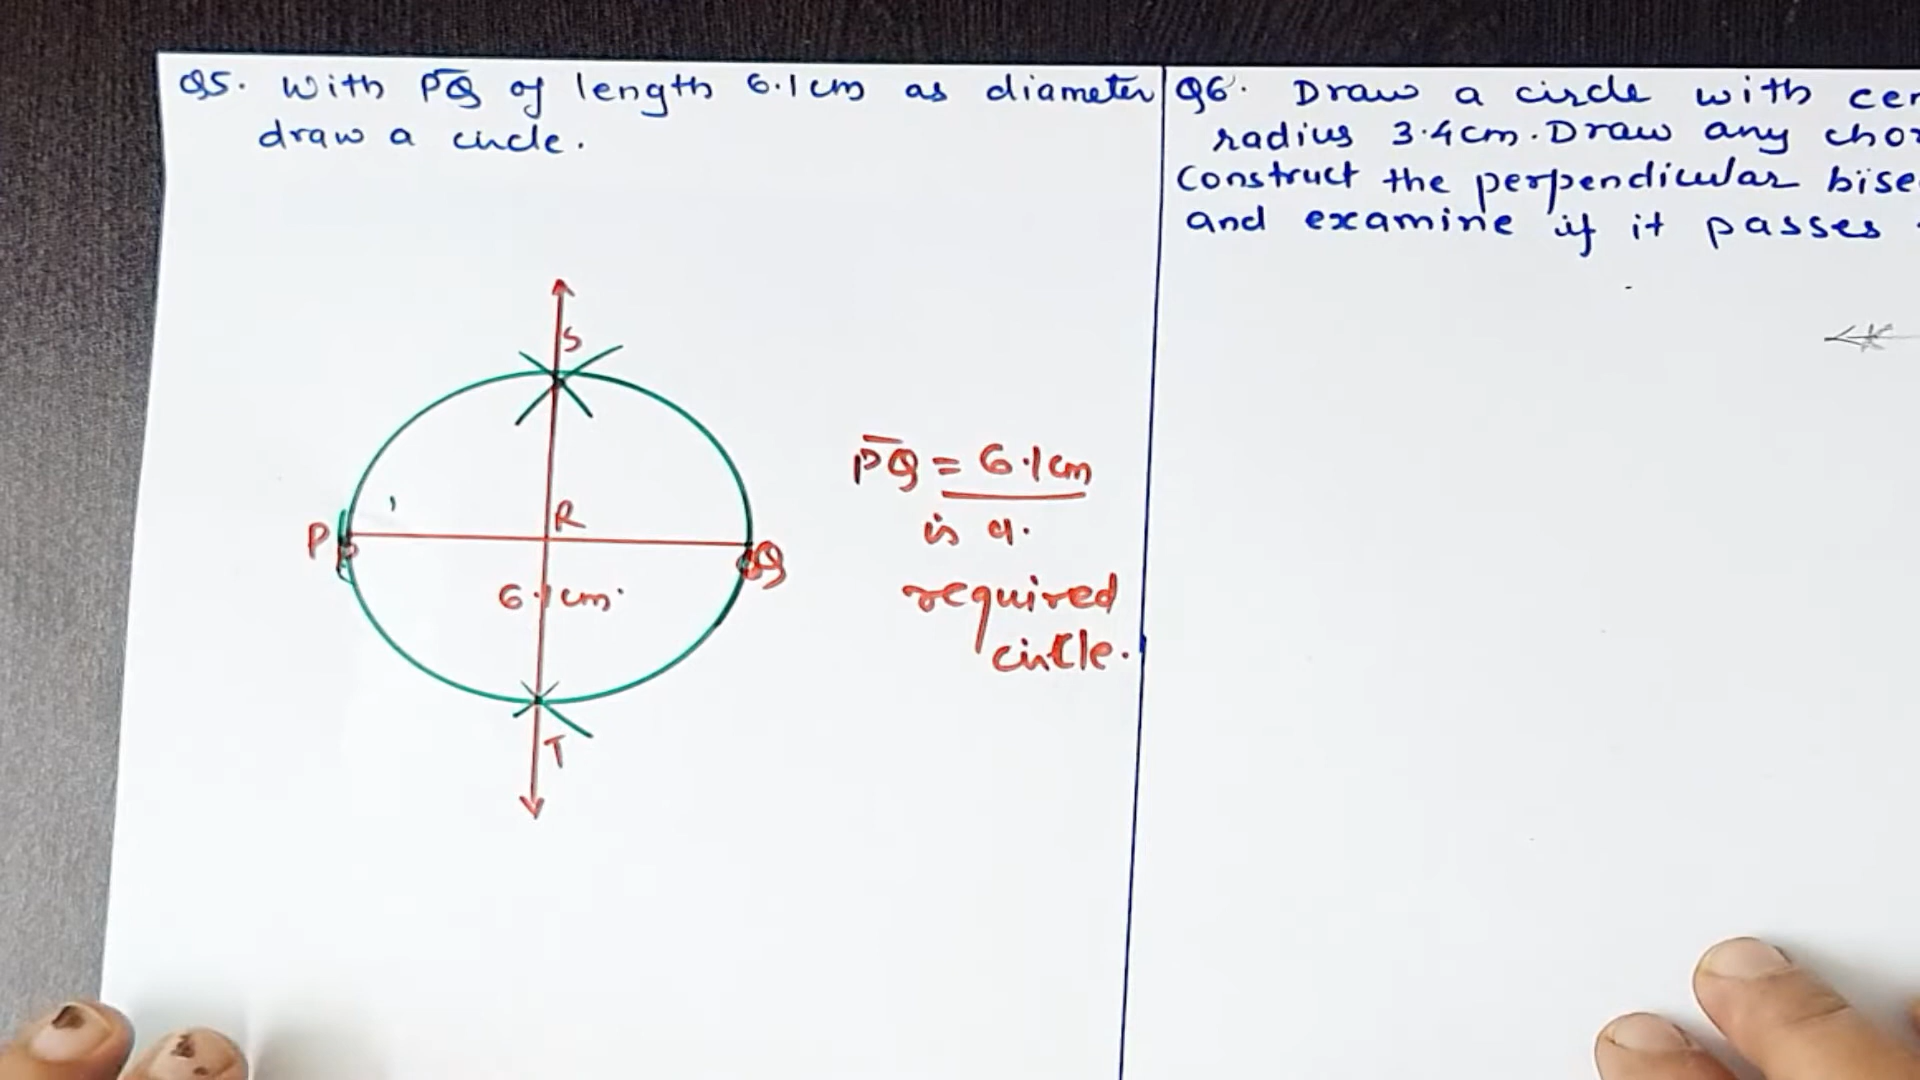 Q5. With PQ of length 6.1cm as diameter
draw a circle.
S
P
R
Q
6.1cm.
T
PQ = 6.1cm
is a.
required
circle.
Q6. Draw a circle with cen
radius 3.4cm. Draw any chor
Construct the perpendicular bise
and examine if it passes